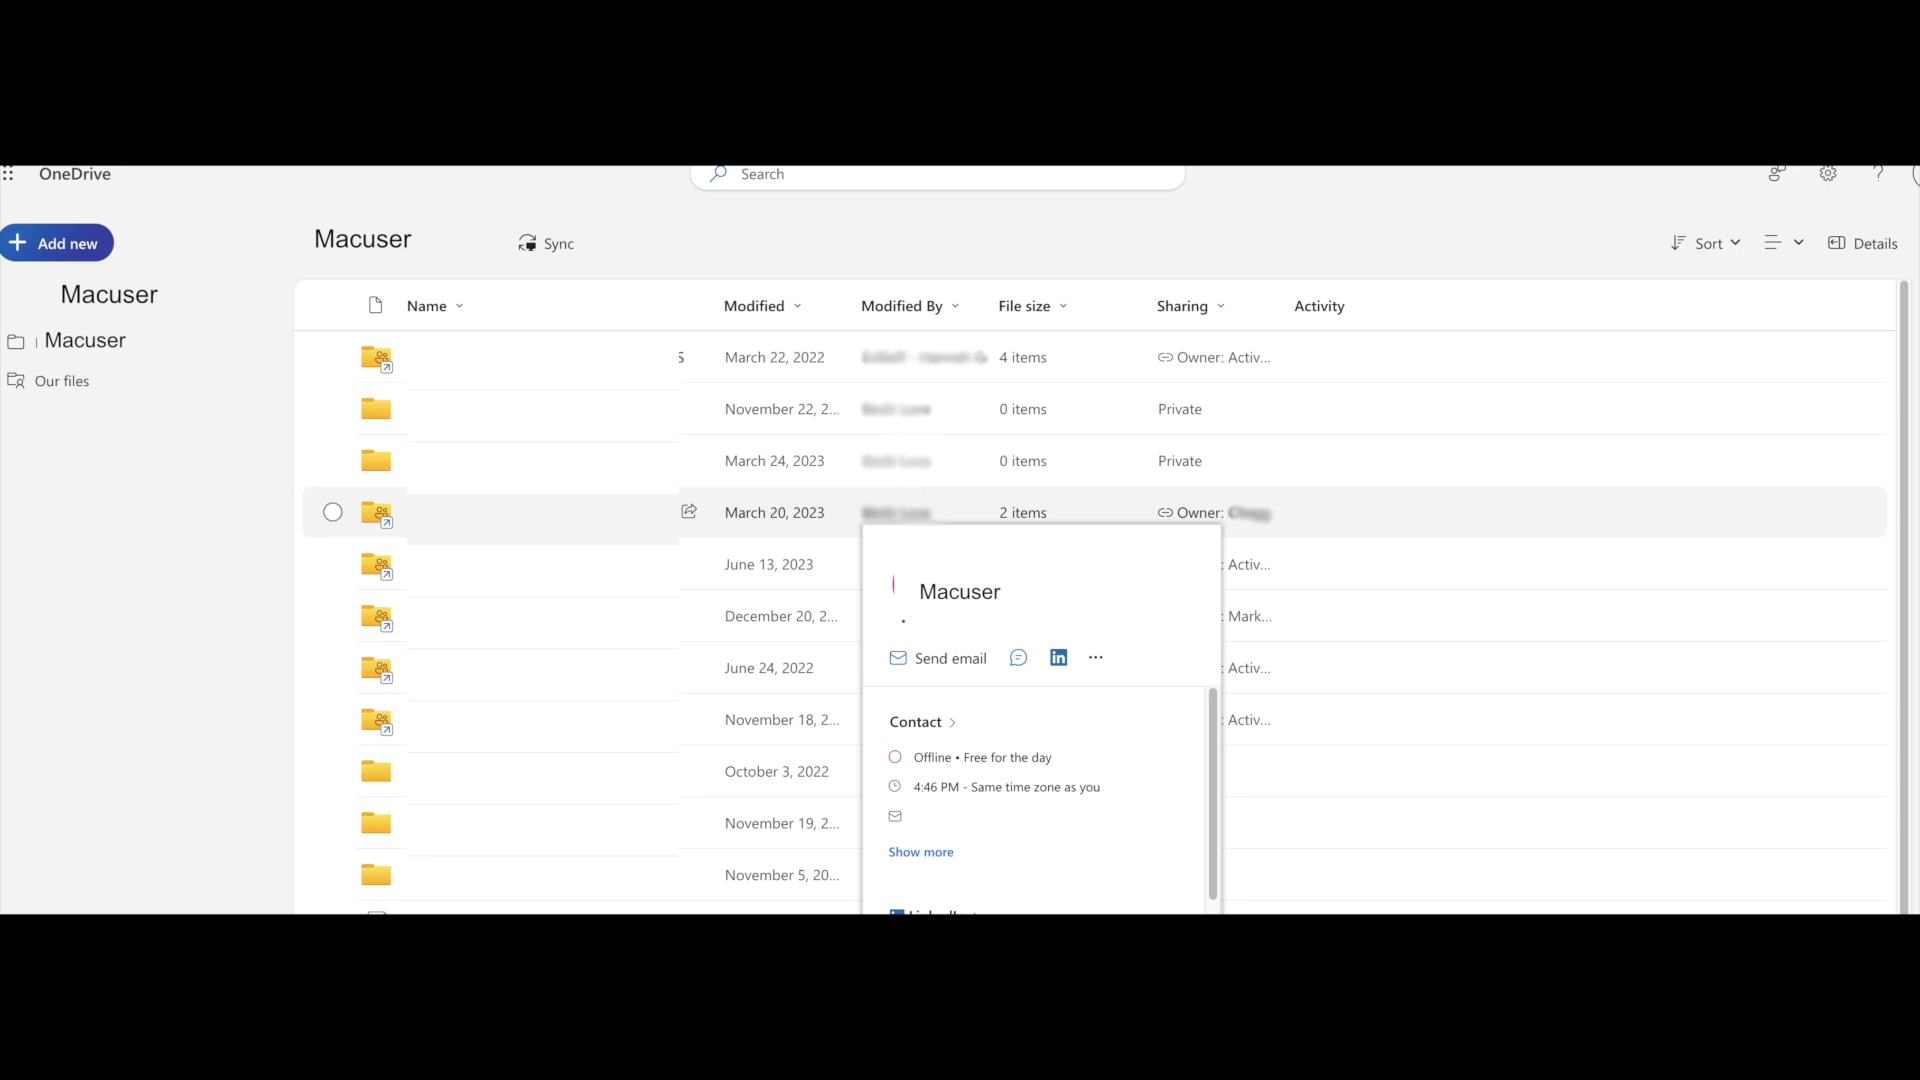 OneDrive
Search
Add new
Macuser
Sync
Sort
Details
Macuser
Macuser
Our files
Name
Modified
Modified By
File size
Sharing
Activity
S
March 22, 2022
4 items
Owner: Activ...
November 22, 2...
0 items
Private
March 24, 2023
0 items
Private
March 20, 2023
2 items
Owner:
June 13, 2023
: Activ...
December 20, 2...
: Mark...
June 24, 2022
: Activ...
November 18, 2...
: Activ...
October 3, 2022
November 19, 2...
November 5, 20...
Macuser
Send email
in
...
Contact >
Offline • Free for the day
4:46 PM - Same time zone as you
Show more